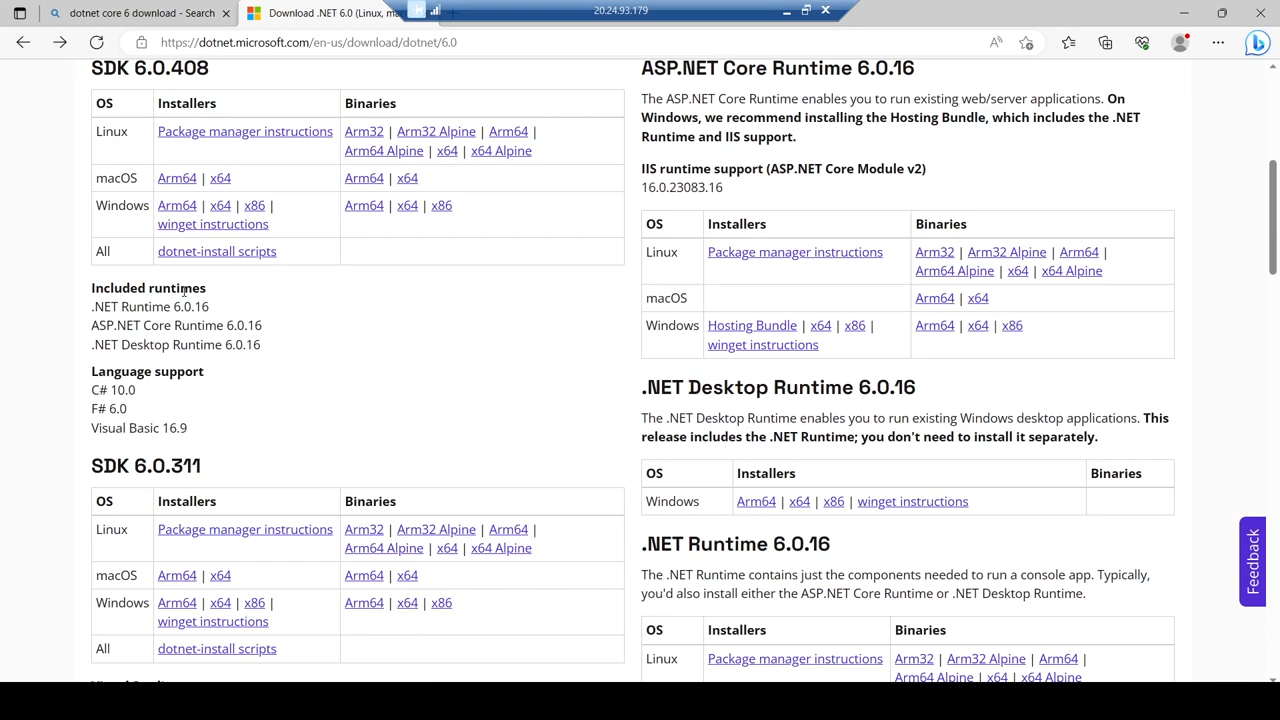 dotnet core 6 download - Search
Download .NET 6.0 (Linux, ma
20.24.93.179
https://dotnet.microsoft.com/en-us/download/dotnet/6.0
SDK 6.0.408
OS Installers Binaries
Linux Package manager instructions Arm32 | Arm32 Alpine | Arm64 |
Arm64 Alpine | x64 | x64 Alpine
macOS Arm64 | x64 Arm64 | x64
Windows Arm64 | x64 | x86 | Arm64 | x64 | x86
winget instructions
All dotnet-install scripts
Included runtimes
.NET Runtime 6.0.16
ASP.NET Core Runtime 6.0.16
.NET Desktop Runtime 6.0.16
Language support
C# 10.0
F# 6.0
Visual Basic 16.9
SDK 6.0.311
OS Installers Binaries
Linux Package manager instructions Arm32 | Arm32 Alpine | Arm64 |
Arm64 Alpine | x64 | x64 Alpine
macOS Arm64 | x64 Arm64 | x64
Windows Arm64 | x64 | x86 | Arm64 | x64 | x86
winget instructions
All dotnet-install scripts
ASP.NET Core Runtime 6.0.16
The ASP.NET Core Runtime enables you to run existing web/server applications. On
Windows, we recommend installing the Hosting Bundle, which includes the .NET
Runtime and IIS support.
IIS runtime support (ASP.NET Core Module v2)
16.0.23083.16
OS Installers Binaries
Linux Package manager instructions Arm32 | Arm32 Alpine | Arm64 |
Arm64 Alpine | x64 | x64 Alpine
macOS Arm64 | x64
Windows Hosting Bundle | x64 | x86 | Arm64 | x64 | x86
winget instructions
.NET Desktop Runtime 6.0.16
The .NET Desktop Runtime enables you to run existing Windows desktop applications. This
release includes the .NET Runtime; you don't need to install it separately.
OS Installers Binaries
Windows Arm64 | x64 | x86 | winget instructions
.NET Runtime 6.0.16
The .NET Runtime contains just the components needed to run a console app. Typically,
you'd also install either the ASP.NET Core Runtime or .NET Desktop Runtime.
OS Installers Binaries
Linux Package manager instructions Arm32 | Arm32 Alpine | Arm64 |
Arm64 Alpine | x64 | x64 Alpine
Feedback